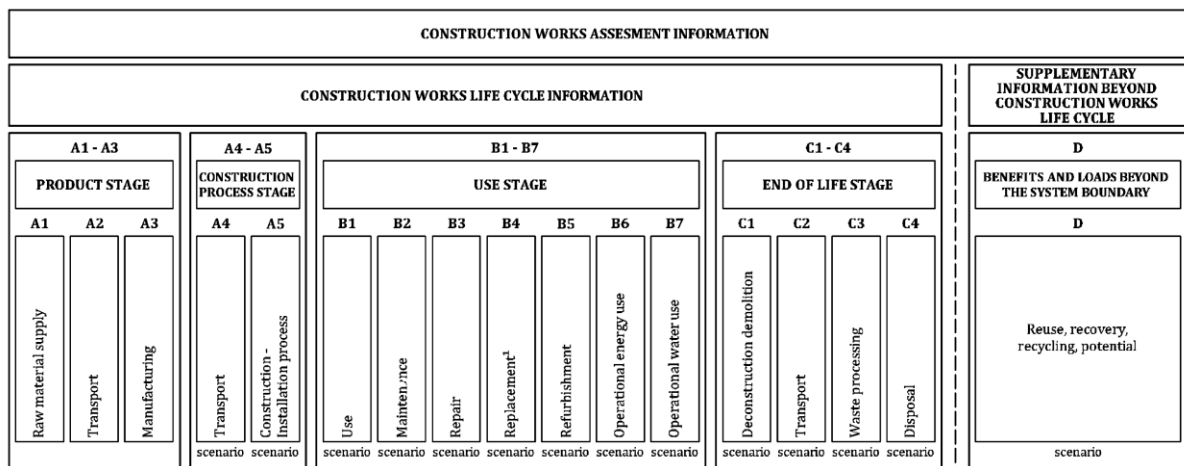 CONSTRUCTION WORKS ASSESMENT INFORMATION
CONSTRUCTION WORKS LIFE CYCLE INFORMATION
SUPPLEMENTARY
INFORMATION BEYOND
CONSTRUCTION WORKS
LIFE CYCLE
A1 - A3
PRODUCT STAGE
A1
A2
A3
Raw material supply
Transport
Manufacturing
A4 - A5
CONSTRUCTION
PROCESS STAGE
A4
A5
Transport
Construction -
Installation process
scenario
scenario
B1 - B7
USE STAGE
B1
B2
B3
B4
B5
B6
B7
Use
Maintenance
Repair
Replacement¹
Refurbishment
Operational energy use
Operational water use
scenario
scenario
scenario
scenario
scenario
scenario
scenario
C1 - C4
END OF LIFE STAGE
C1
C2
C3
C4
Deconstruction demolition
Transport
Waste processing
Disposal
scenario
scenario
scenario
scenario
D
BENEFITS AND LOADS BEYOND
THE SYSTEM BOUNDARY
D
Reuse, recovery,
recycling, potential
scenario